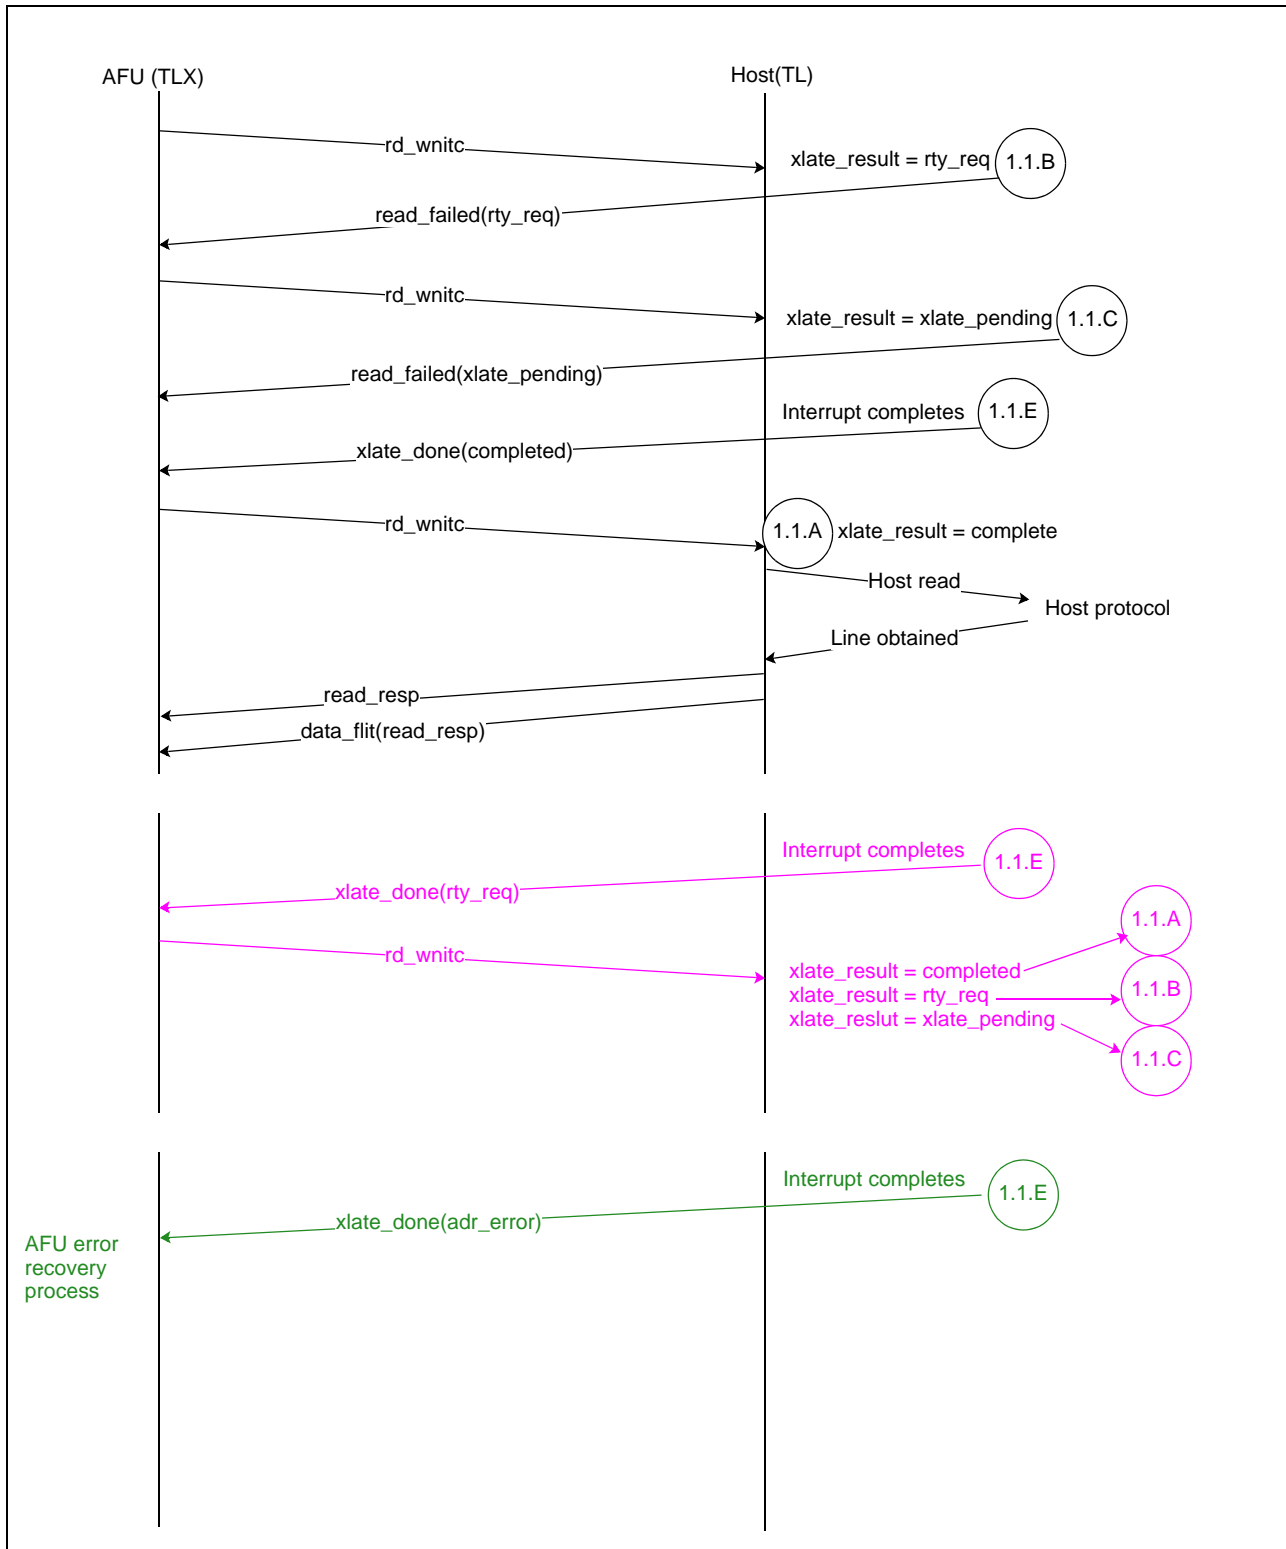 AFU (TLX)
Host(TL)
rd_wnitc
xlate_result = rty_req
1.1.B
read_failed(rty_req)
rd_wnitc
xlate_result = xlate_pending
1.1.C
read_failed(xlate_pending)
Interrupt completes
1.1.E
xlate_done(completed)
rd_wnitc
1.1.A
xlate_result = complete
Host read
Host protocol
Line obtained
read_resp
data_flit(read_resp)
Interrupt completes
1.1.E
xlate_done(rty_req)
1.1.A
rd_wnitc
xlate_result = completed
xlate_result = rty_req
1.1.B
xlate_reslut = xlate_pending
1.1.C
Interrupt completes
1.1.E
xlate_done(adr_error)
AFU error
recovery
process